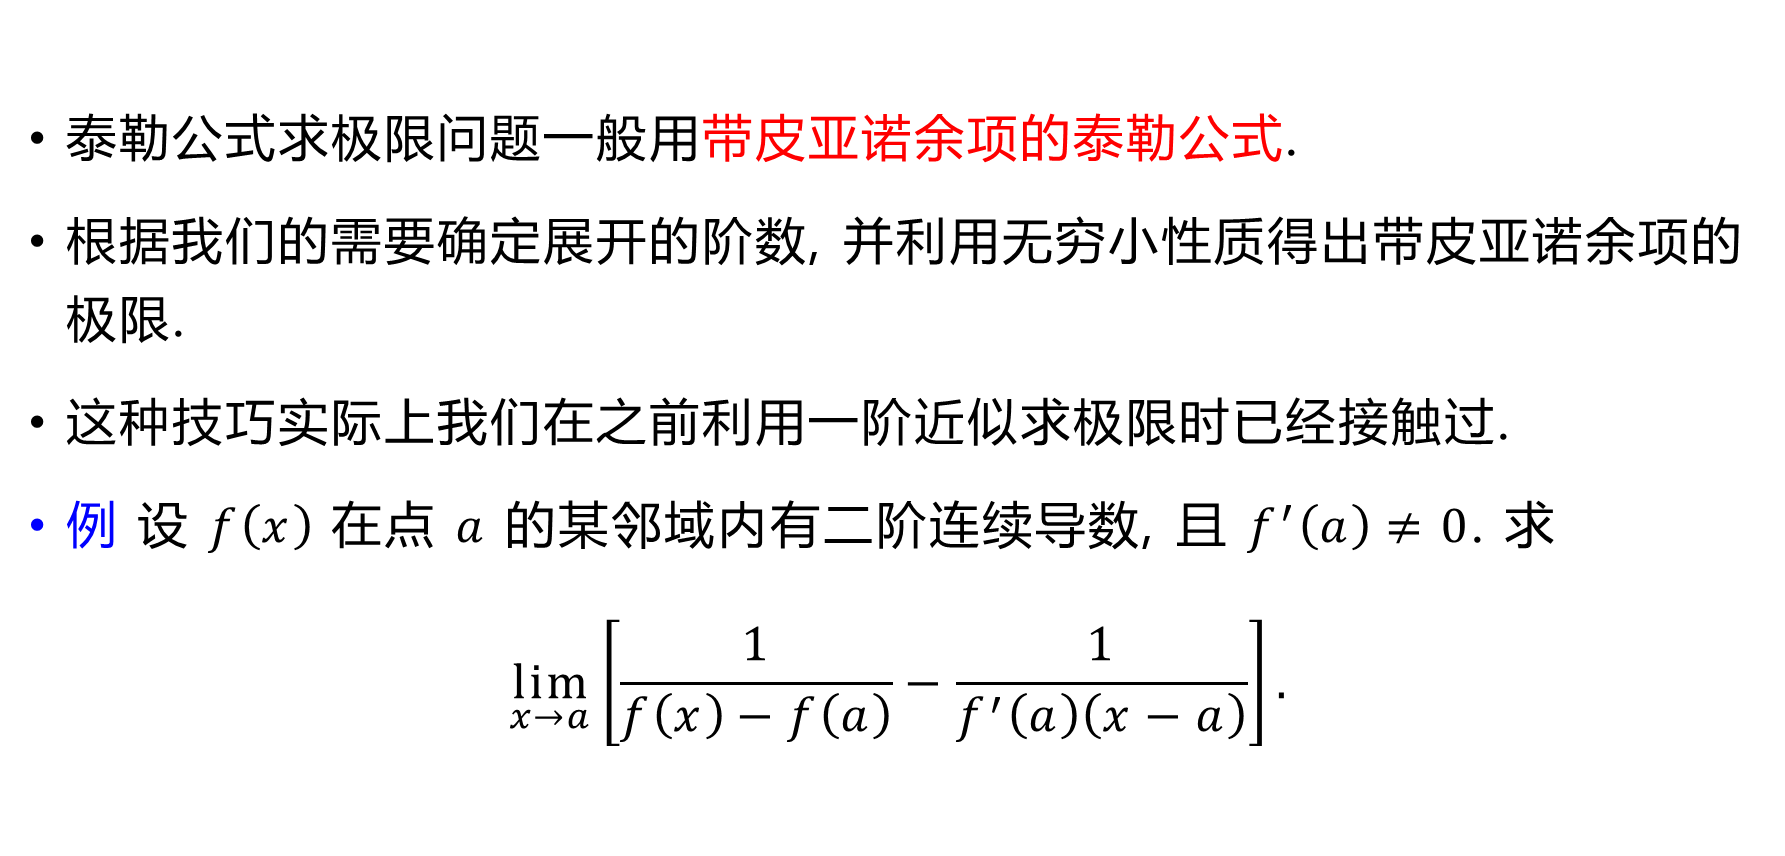 • 泰勒公式求极限问题一般用带皮亚诺余项的泰勒公式.
• 根据我们的需要确定展开的阶数, 并利用无穷小性质得出带皮亚诺余项的
极限.
• 这种技巧实际上我们在之前利用一阶近似求极限时已经接触过.
• 例 设 f(x) 在点 a 的某邻域内有二阶连续导数, 且 f′(a) ≠ 0. 求
lim_{x→a} [1/(f(x) − f(a)) − 1/(f′(a)(x − a))].